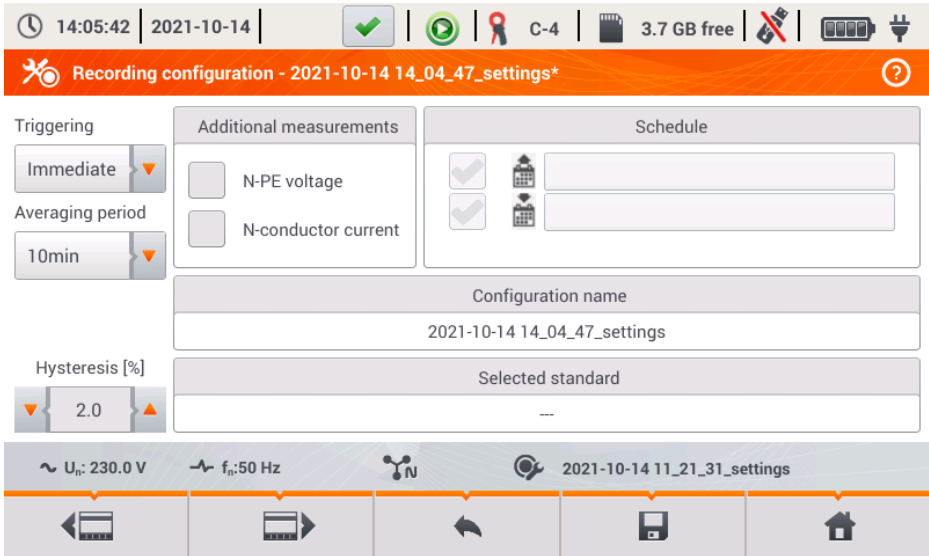 14:05:42 2021-10-14 C-4 3.7 GB free
Recording configuration - 2021-10-14 14_04_47_settings* ?
Triggering
Immediate
Averaging period
10min
Hysteresis [%]
2.0
Additional measurements
N-PE voltage
N-conductor current
Schedule
Configuration name
2021-10-14 14_04_47_settings
Selected standard
---
Un: 230.0 V fn:50 Hz N 2021-10-14 11_21_31_settings